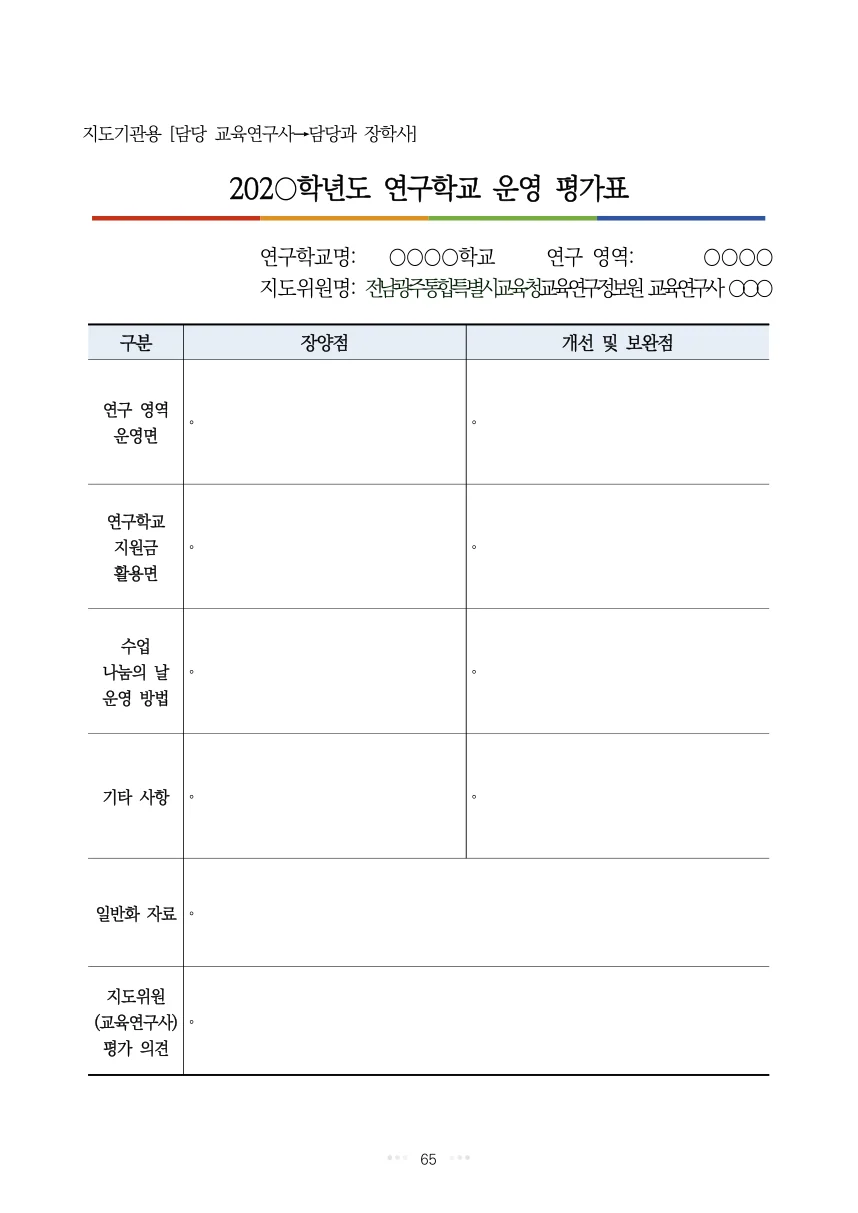 지도기관용 [담당 교육연구사→담당과 장학사]
202○학년도 연구학교 운영 평가표
연구학교명: ○○○○학교 연구 영역: ○○○○
지도위원명: 전남광주통합특별시교육청교육연구정보원 교육연구사 ○○○
구분 장양점 개선 및 보완점
연구 영역
운영면
◦ ◦
연구학교
지원금
활용면
◦ ◦
수업
나눔의 날
운영 방법
◦ ◦
기타 사항 ◦ ◦
일반화 자료 ◦
지도위원
(교육연구사) ◦
평가 의견
65